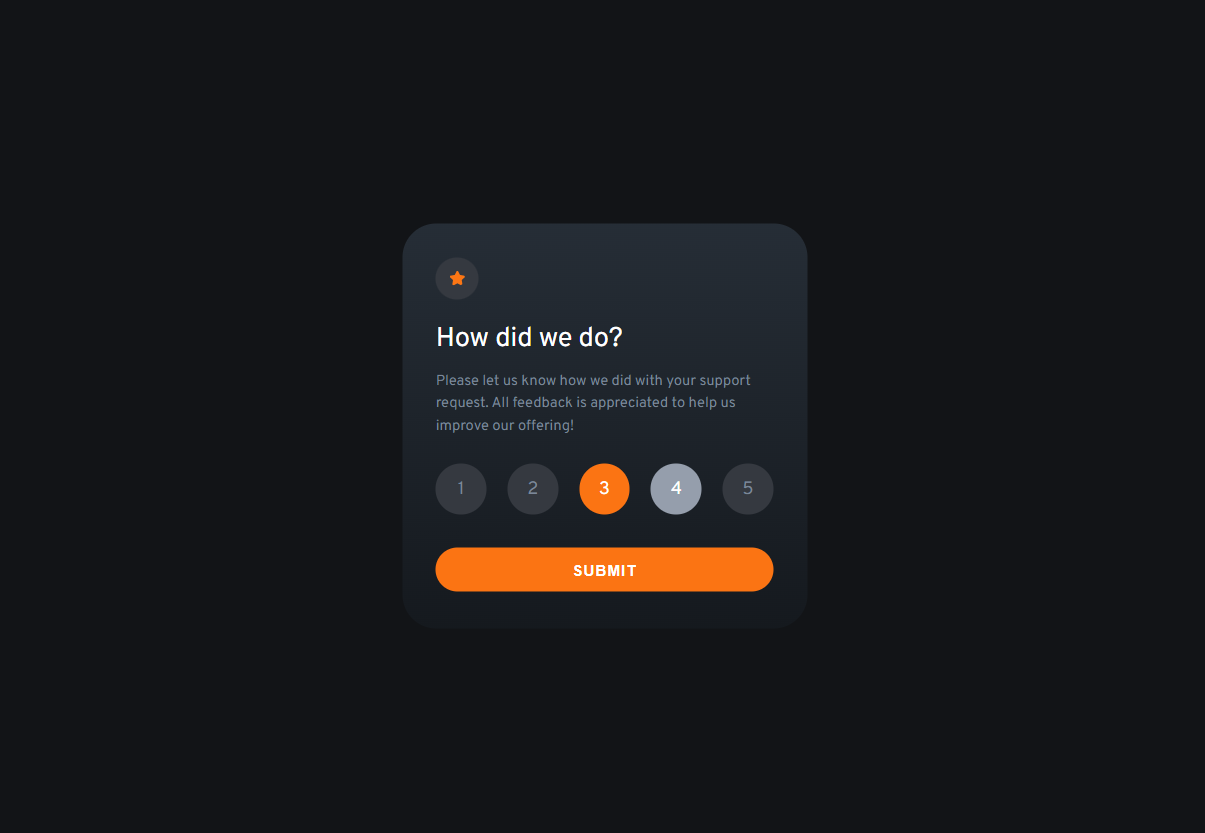 How did we do?
Please let us know how we did with your support
request. All feedback is appreciated to help us
improve our offering!
1 2 3 4 5
SUBMIT